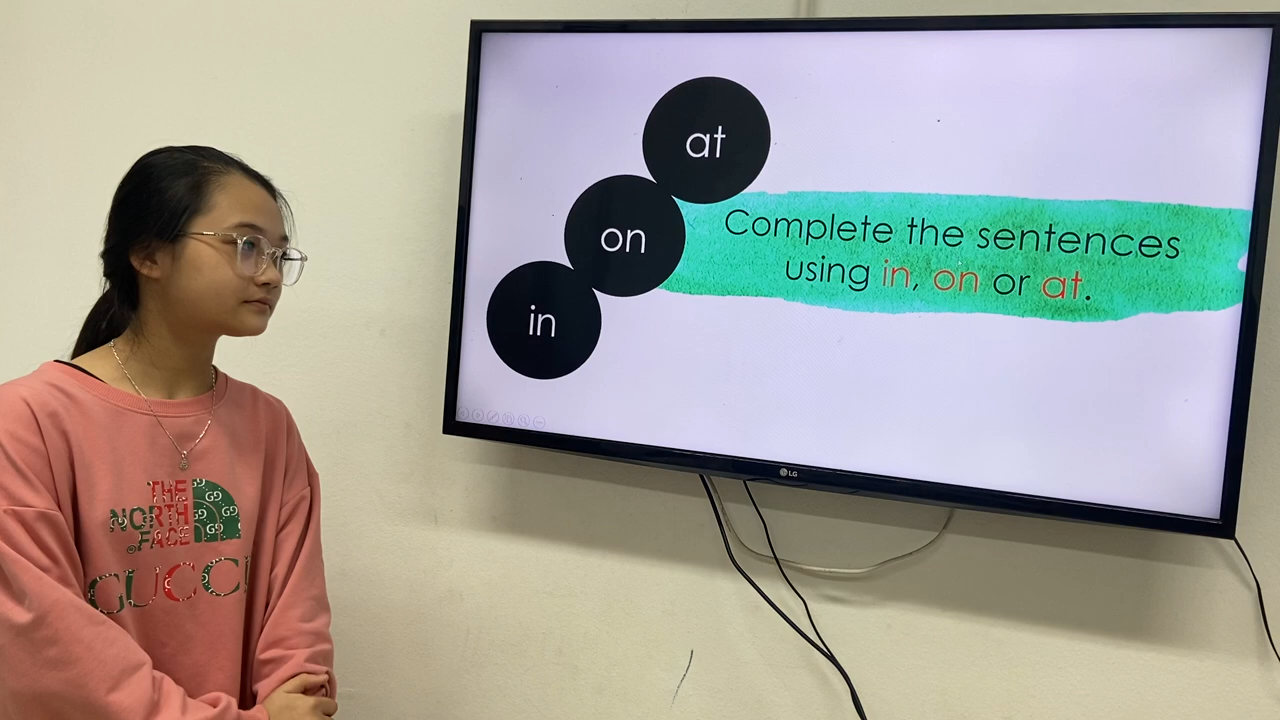 at
on
in
Complete the sentences
using in, on or at.
THE
NORTH
FACE
GUCCI
LG